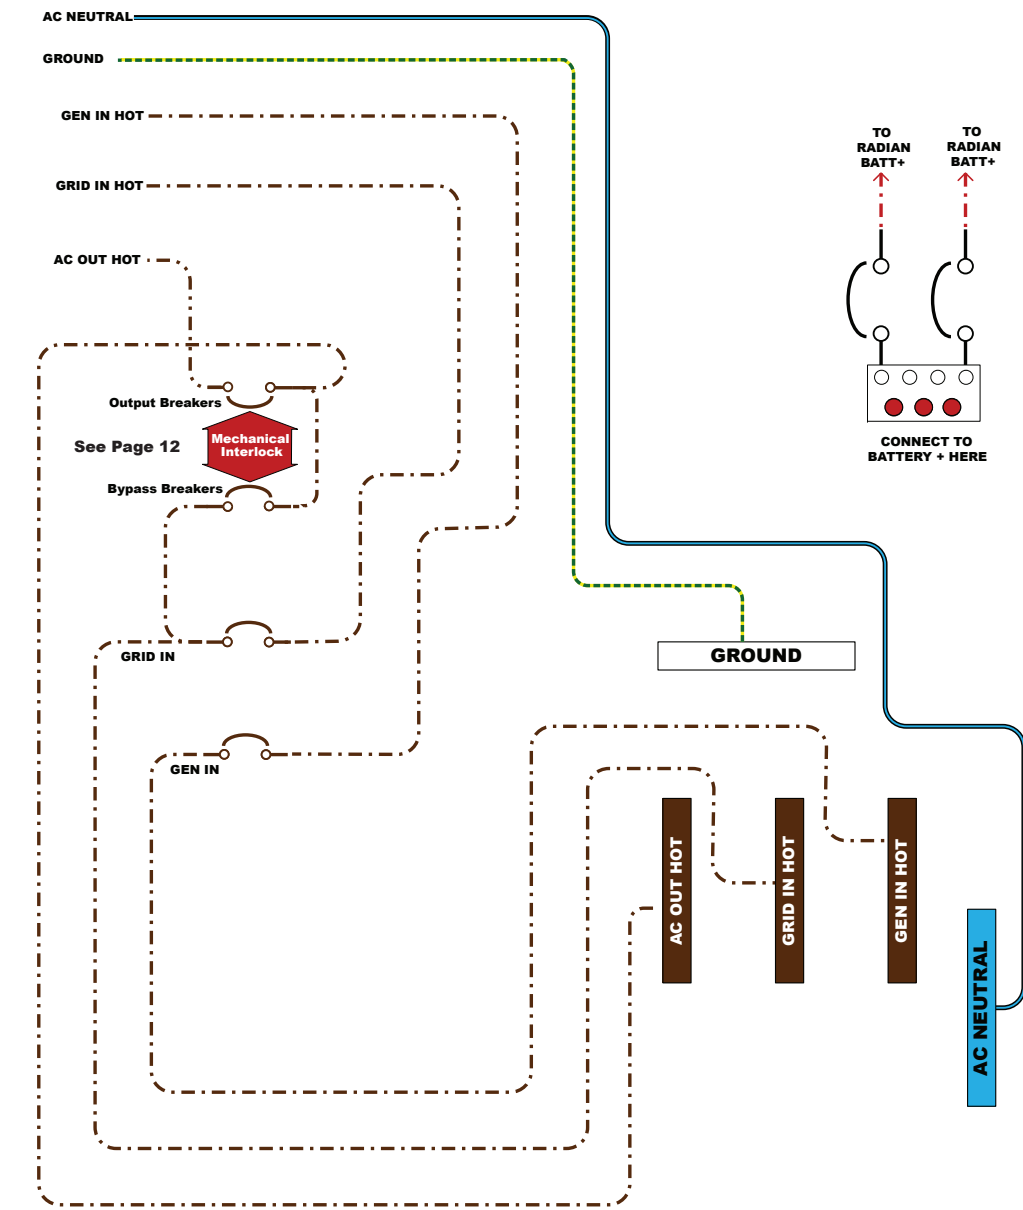 AC NEUTRAL
GROUND
GEN IN HOT
GRID IN HOT
AC OUT HOT
TO
RADIAN
BATT+
TO
RADIAN
BATT+
Output Breakers
See Page 12
Mechanical
Interlock
Bypass Breakers
CONNECT TO
BATTERY + HERE
GRID IN
GROUND
GEN IN
AC OUT HOT
GRID IN HOT
GEN IN HOT
AC NEUTRAL